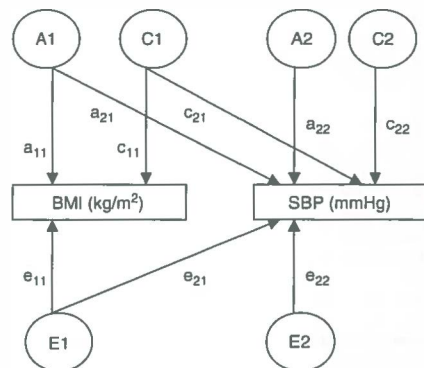 A1 C1 A2 C2
a21 c21
a11 c11 a22 c22
BMI (kg/m²) SBP (mmHg)
e11 e21 e22
E1 E2